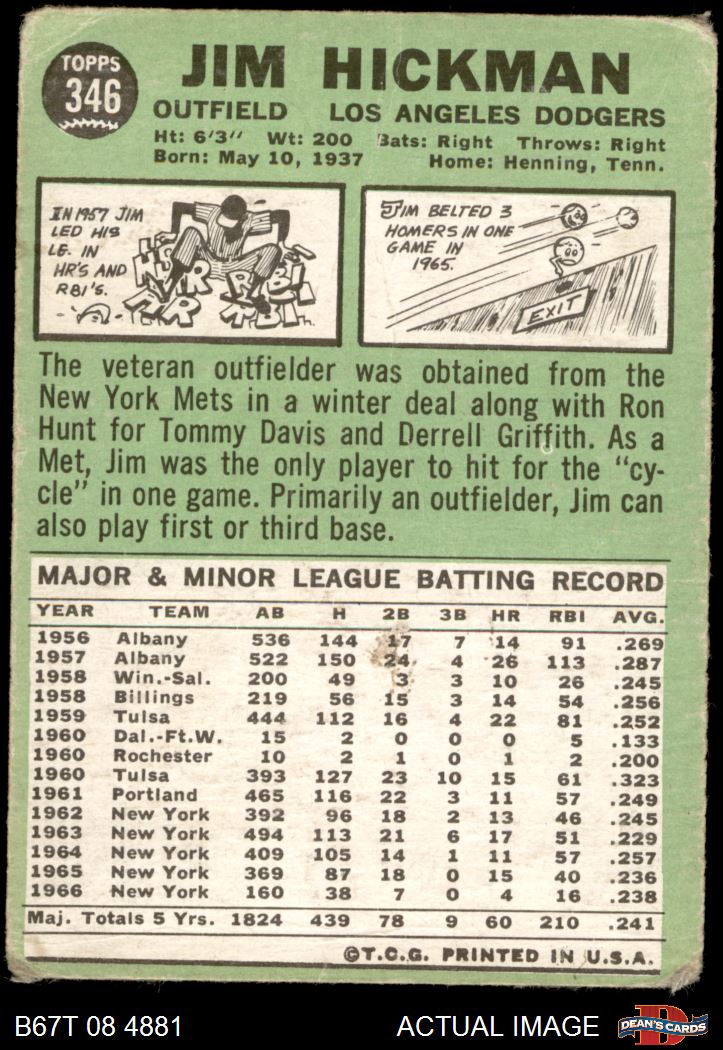 TOPPS
346
JIM HICKMAN
OUTFIELD LOS ANGELES DODGERS
Ht: 6'3" Wt: 200 Bats: Right Throws: Right
Born: May 10, 1937 Home: Henning, Tenn.
IN 1957 JIM
LED HIS
LG. IN
HR'S AND
RBI'S.
JIM BELTED 3
HOMERS IN ONE
GAME IN
1965.
EXIT
The veteran outfielder was obtained from the
New York Mets in a winter deal along with Ron
Hunt for Tommy Davis and Derrell Griffith. As a
Met, Jim was the only player to hit for the "cy-
cle" in one game. Primarily an outfielder, Jim can
also play first or third base.
MAJOR & MINOR LEAGUE BATTING RECORD
YEAR TEAM AB H 2B 3B HR RBI AVG.
1956 Albany 536 144 17 7 14 91 .269
1957 Albany 522 150 24 4 26 113 .287
1958 Win.-Sal. 200 49 3 3 10 26 .245
1958 Billings 219 56 15 3 14 54 .256
1959 Tulsa 444 112 16 4 22 81 .252
1960 Dal.-Ft.W. 15 2 0 0 0 5 .133
1960 Rochester 10 2 1 0 1 2 .200
1960 Tulsa 393 127 23 10 15 61 .323
1961 Portland 465 116 22 3 11 57 .249
1962 New York 392 96 18 2 13 46 .245
1963 New York 494 113 21 6 17 51 .229
1964 New York 409 105 14 1 11 57 .257
1965 New York 369 87 18 0 15 40 .236
1966 New York 160 38 7 0 4 16 .238
Maj. Totals 5 Yrs. 1824 439 78 9 60 210 .241
©T.C.G. PRINTED IN U.S.A.
B67T 08 4881 ACTUAL IMAGE DEAN'S CARDS